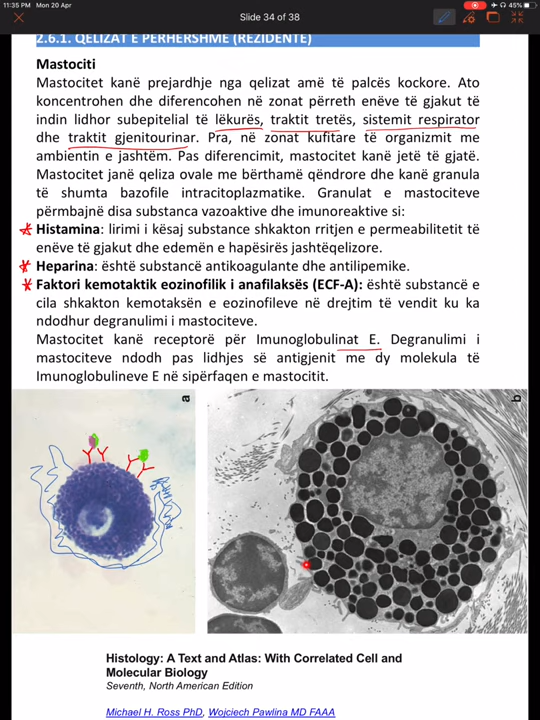 11:35 PM Mon 20 Apr
45%
Slide 34 of 38
2.6.1. QELIZAT E PËRHERSHME (REZIDENTE)
Mastociti
Mastocitet kanë prejardhje nga qelizat amë të palcës kockore. Ato
koncentrohen dhe diferencohen në zonat përreth enëve të gjakut të
indin lidhor subepitelial të lëkurës, traktit tretës, sistemit respirator
dhe traktit gjenitourinar. Pra, në zonat kufitare të organizmit me
ambientin e jashtëm. Pas diferencimit, mastocitet kanë jetë të gjatë.
Mastocitet janë qeliza ovale me bërthamë qëndrore dhe kanë granula
të shumta bazofile intracitoplazmatike. Granulat e mastociteve
përmbajnë disa substanca vazoaktive dhe imunoreaktive si:
Histamina: lirimi i kësaj substance shkakton rritjen e permeabilitetit të
enëve të gjakut dhe edemën e hapësirës jashtëqelizore.
Heparina: është substancë antikoagulante dhe antilipemike.
Faktori kemotaktik eozinofilik i anafilaksës (ECF-A): është substancë e
cila shkakton kemotaksën e eozinofileve në drejtim të vendit ku ka
ndodhur degranulimi i mastociteve.
Mastocitet kanë receptorë për Imunoglobulinat E. Degranulimi i
mastociteve ndodh pas lidhjes së antigjenit me dy molekula të
Imunoglobulineve E në sipërfaqen e mastocitit.
a
b
Histology: A Text and Atlas: With Correlated Cell and
Molecular Biology
Seventh, North American Edition
Michael H. Ross PhD, Wojciech Pawlina MD FAAA